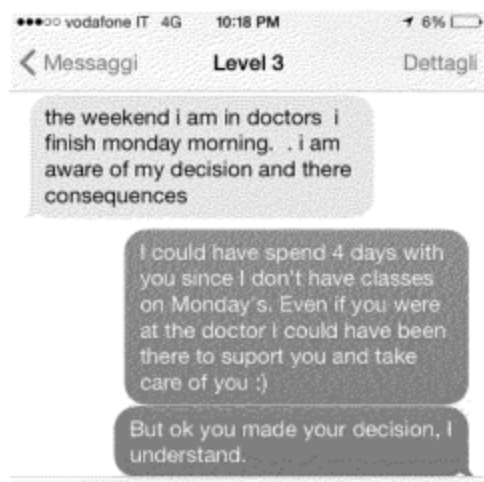 vodafone IT 4G 10:18 PM 6%
Messaggi Level 3 Dettagli
the weekend i am in doctors i
finish monday morning. . i am
aware of my decision and there
consequences
I could have spend 4 days with
you since I don't have classes
on Monday's. Even if you were
at the doctor I could have been
there to suport you and take
care of you :)
But ok you made your decision, I
understand.